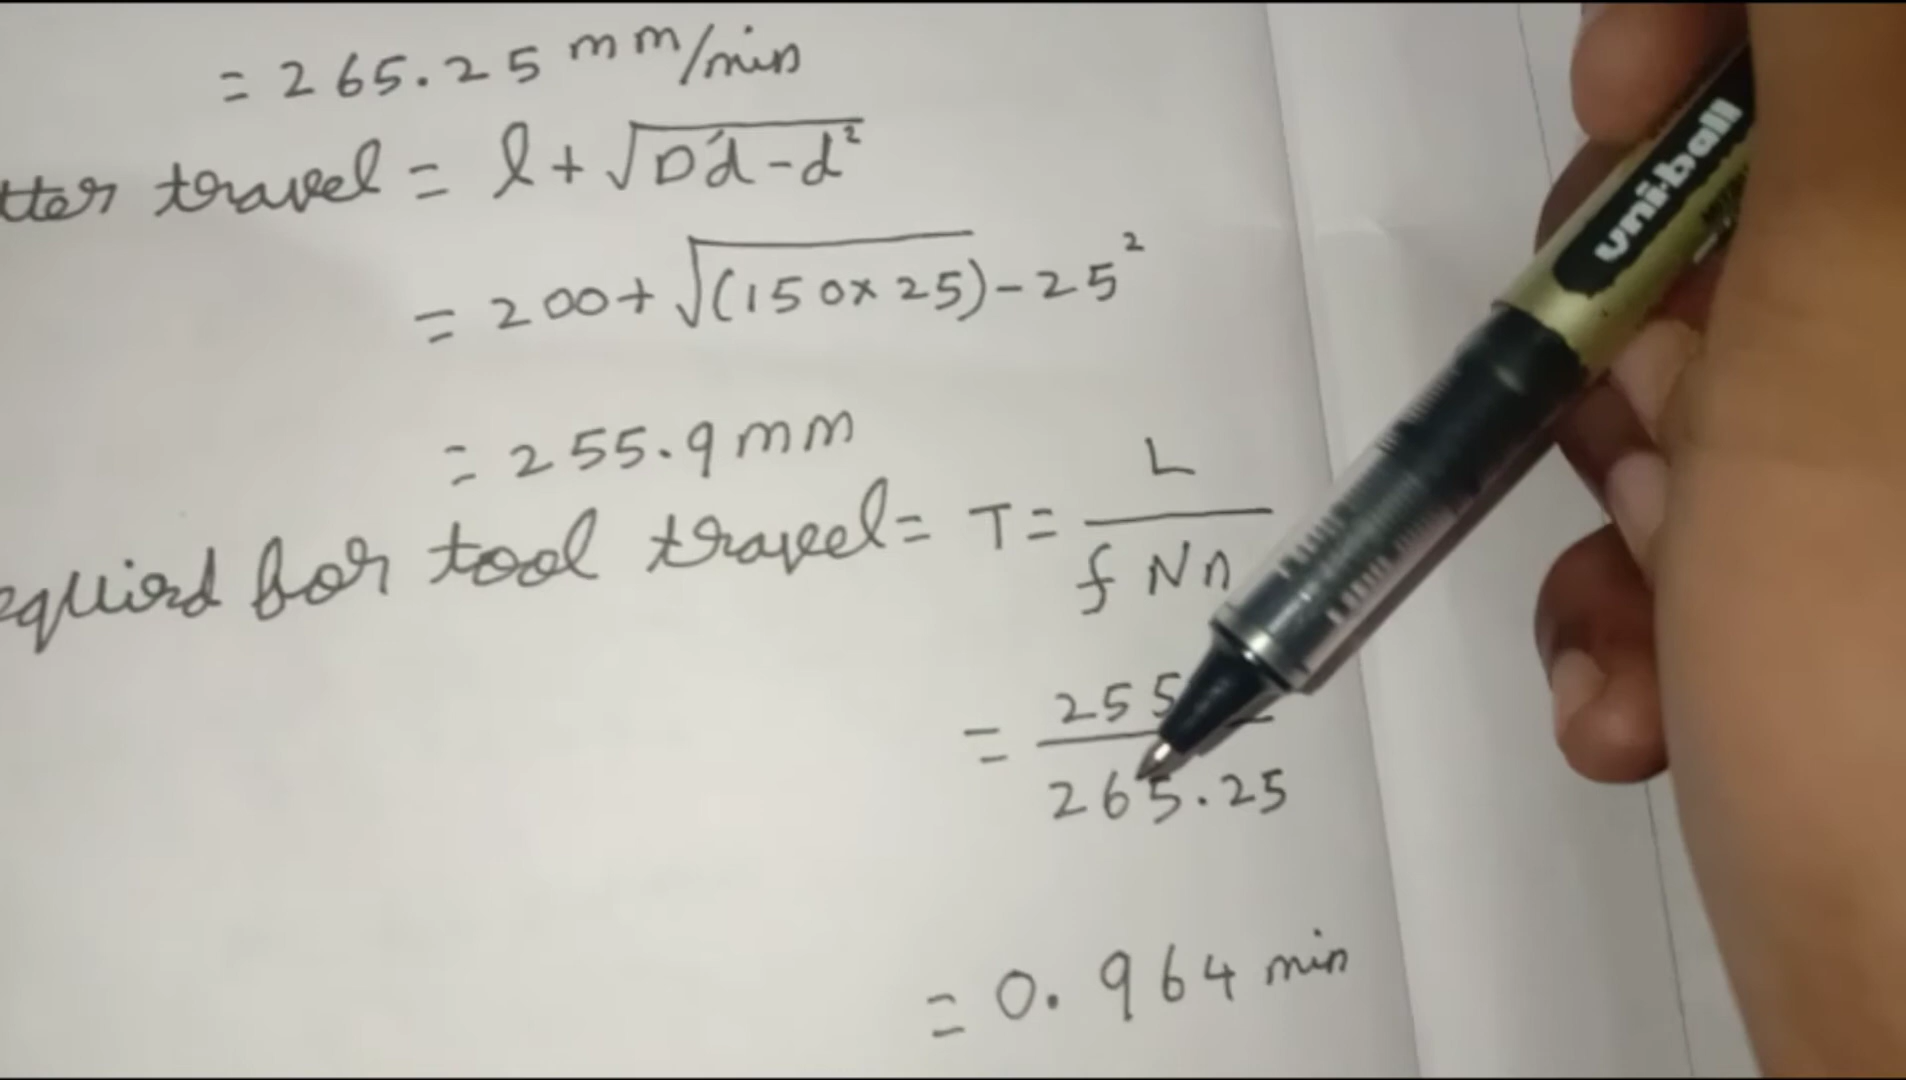 = 265.25 mm/min
tter travel = l + √Dd - d²
= 200 + √(150 x 25) - 25²
= 255.9 mm
equierd for tool travel = T = L / f N n
= 255 / 265.25
= 0.964 min
uni-ball